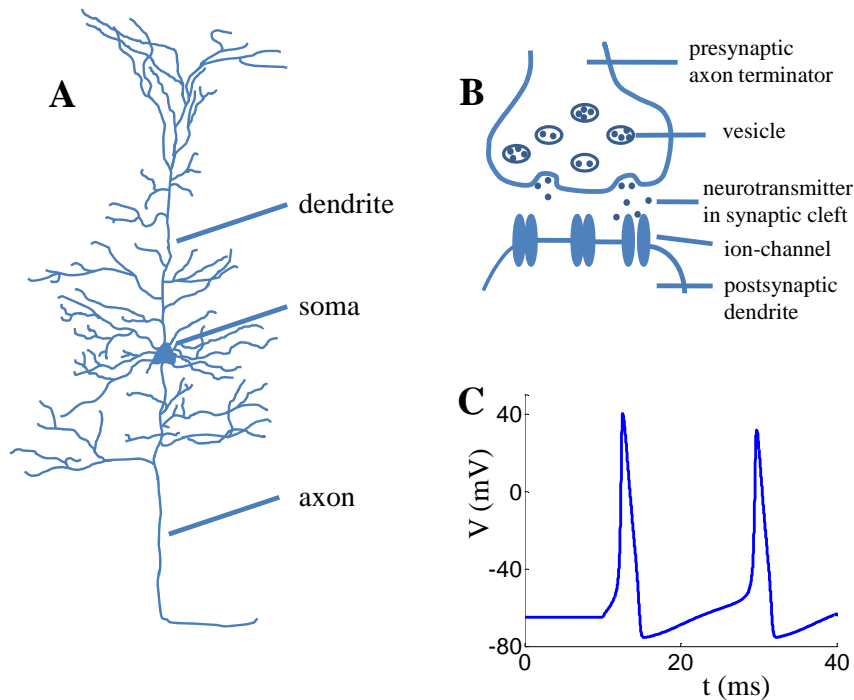 A
dendrite
soma
axon
B
presynaptic
axon terminator
vesicle
neurotransmitter
in synaptic cleft
ion-channel
postsynaptic
dendrite
C
V (mV)
40
0
-40
-80
0
20
40
t (ms)